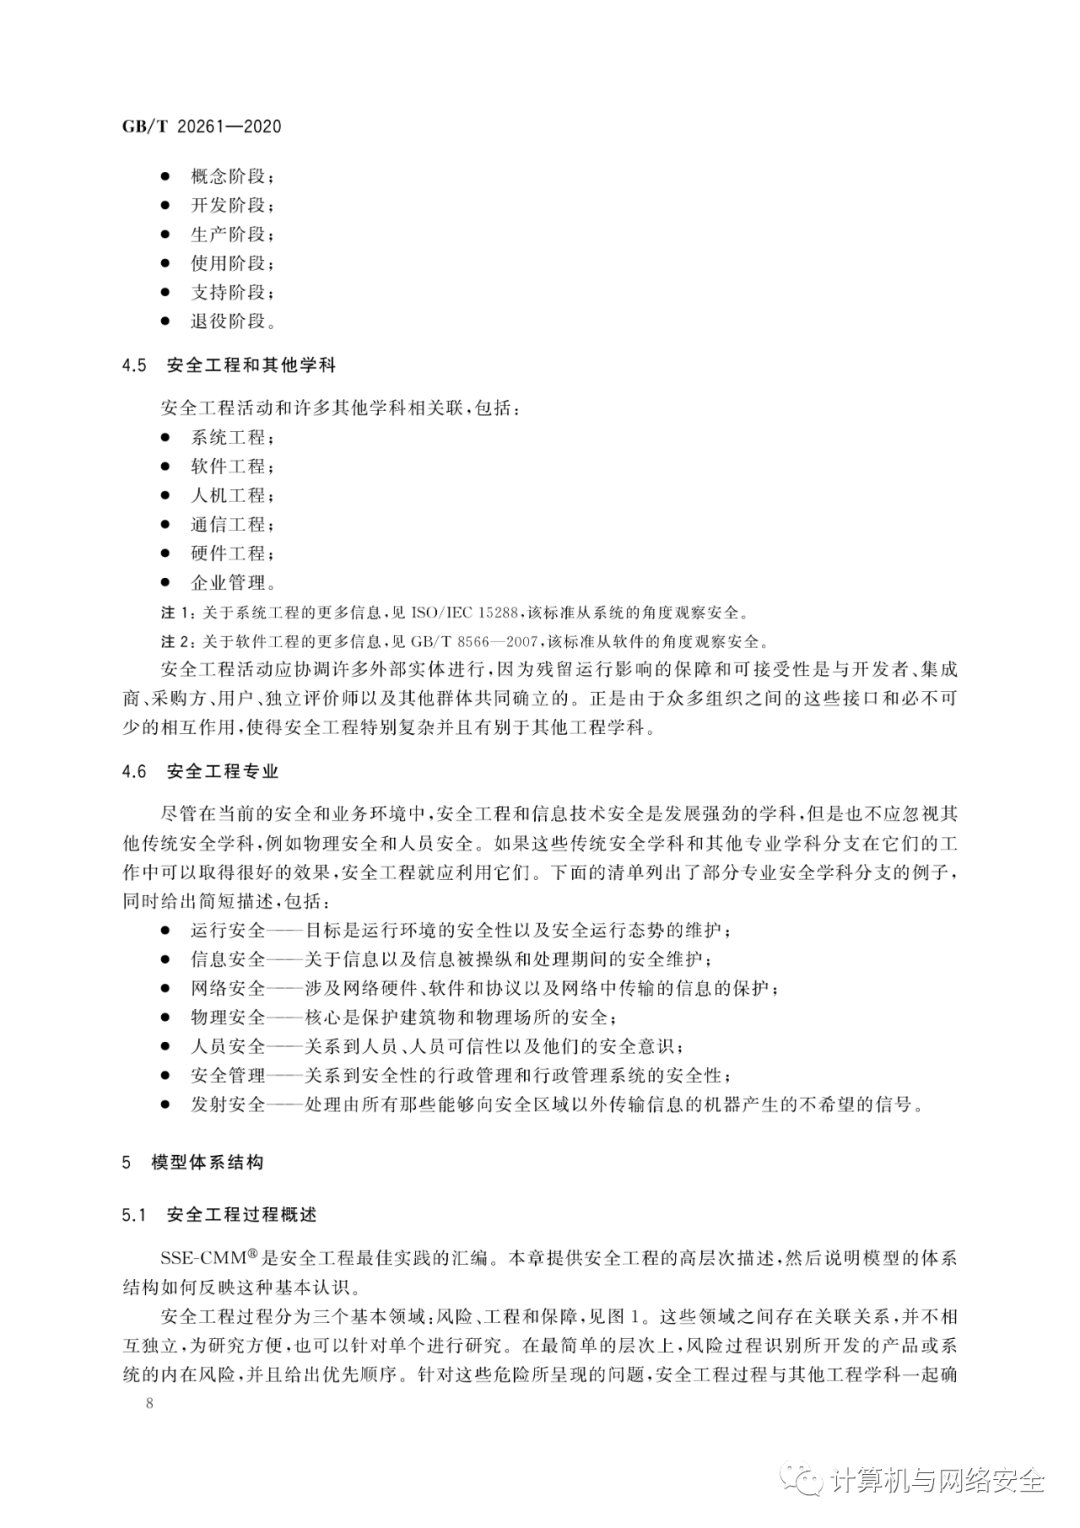 GB/T 20261—2020
● 概念阶段；
● 开发阶段；
● 生产阶段；
● 使用阶段；
● 支持阶段；
● 退役阶段。
4.5 安全工程和其他学科
安全工程活动和许多其他学科相关联，包括：
● 系统工程；
● 软件工程；
● 人机工程；
● 通信工程；
● 硬件工程；
● 企业管理。
注 1：关于系统工程的更多信息，见 ISO/IEC 15288，该标准从系统的角度观察安全。
注 2：关于软件工程的更多信息，见 GB/T 8566—2007，该标准从软件的角度观察安全。
安全工程活动应协调许多外部实体进行，因为残留运行影响的保障和可接受性是与开发者、集成
商、采购方、用户、独立评价师以及其他群体共同确立的。正是由于众多组织之间的这些接口和必不可
少的相互作用，使得安全工程特别复杂并且有别于其他工程学科。
4.6 安全工程专业
尽管在当前的安全和业务环境中，安全工程和信息技术安全是发展强劲的学科，但是也不应忽视其
他传统安全学科，例如物理安全和人员安全。如果这些传统安全学科和其他专业学科分支在它们的工
作中可以取得很好的效果，安全工程就应利用它们。下面的清单列出了部分专业安全学科分支的例子，
同时给出简短描述，包括：
● 运行安全——目标是运行环境的安全性以及安全运行态势的维护；
● 信息安全——关于信息以及信息被操纵和处理期间的安全维护；
● 网络安全——涉及网络硬件、软件和协议以及网络中传输的信息的保护；
● 物理安全——核心是保护建筑物和物理场所的安全；
● 人员安全——关系到人员、人员可信性以及他们的安全意识；
● 安全管理——关系到安全性的行政管理和行政管理系统的安全性；
● 发射安全——处理由所有那些能够向安全区域以外传输信息的机器产生的不希望的信号。
5 模型体系结构
5.1 安全工程过程概述
SSE-CMM®是安全工程最佳实践的汇编。本章提供安全工程的高层次描述，然后说明模型的体系
结构如何反映这种基本认识。
安全工程过程分为三个基本领域：风险、工程和保障，见图 1。这些领域之间存在关联关系，并不相
互独立，为研究方便，也可以针对单个进行研究。在最简单的层次上，风险过程识别所开发的产品或系
统的内在风险，并且给出优先顺序。针对这些危险所呈现的问题，安全工程过程与其他工程学科一起确
8
计算机与网络安全